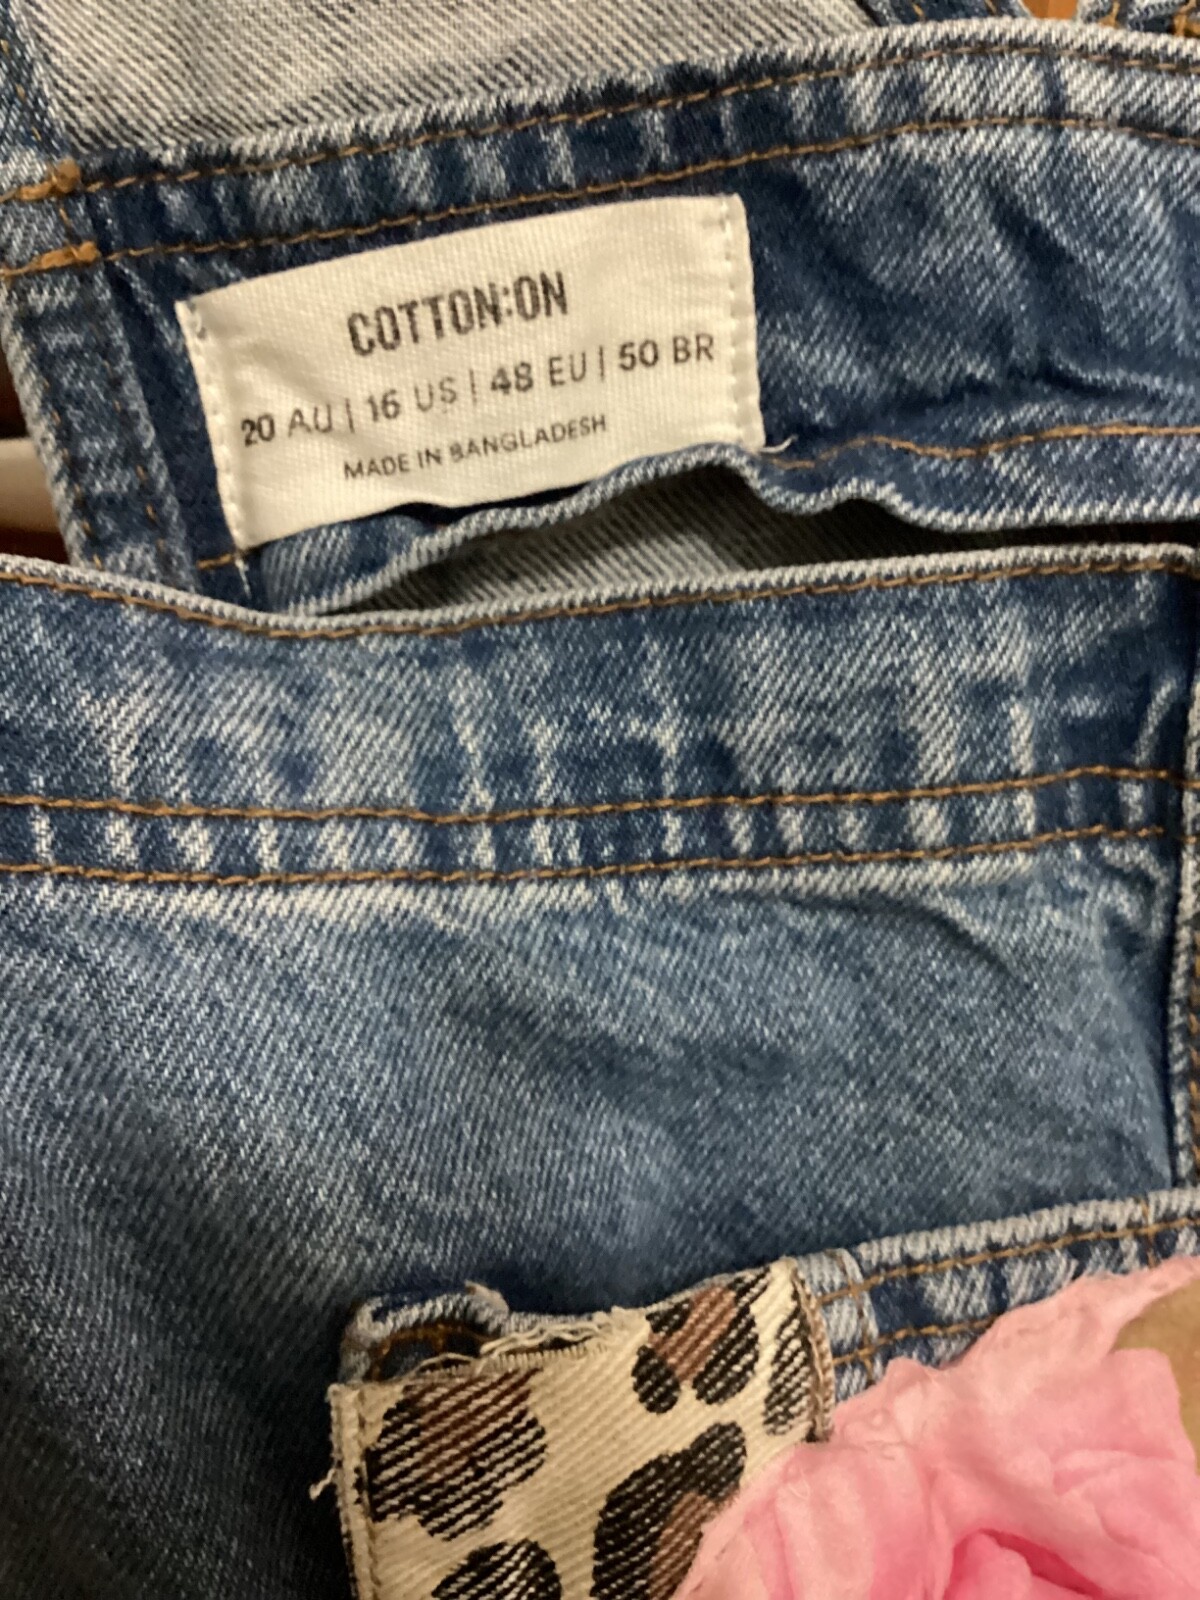 COTTON:ON
20 AU | 16 US | 48 EU | 50 BR
MADE IN BANGLADESH